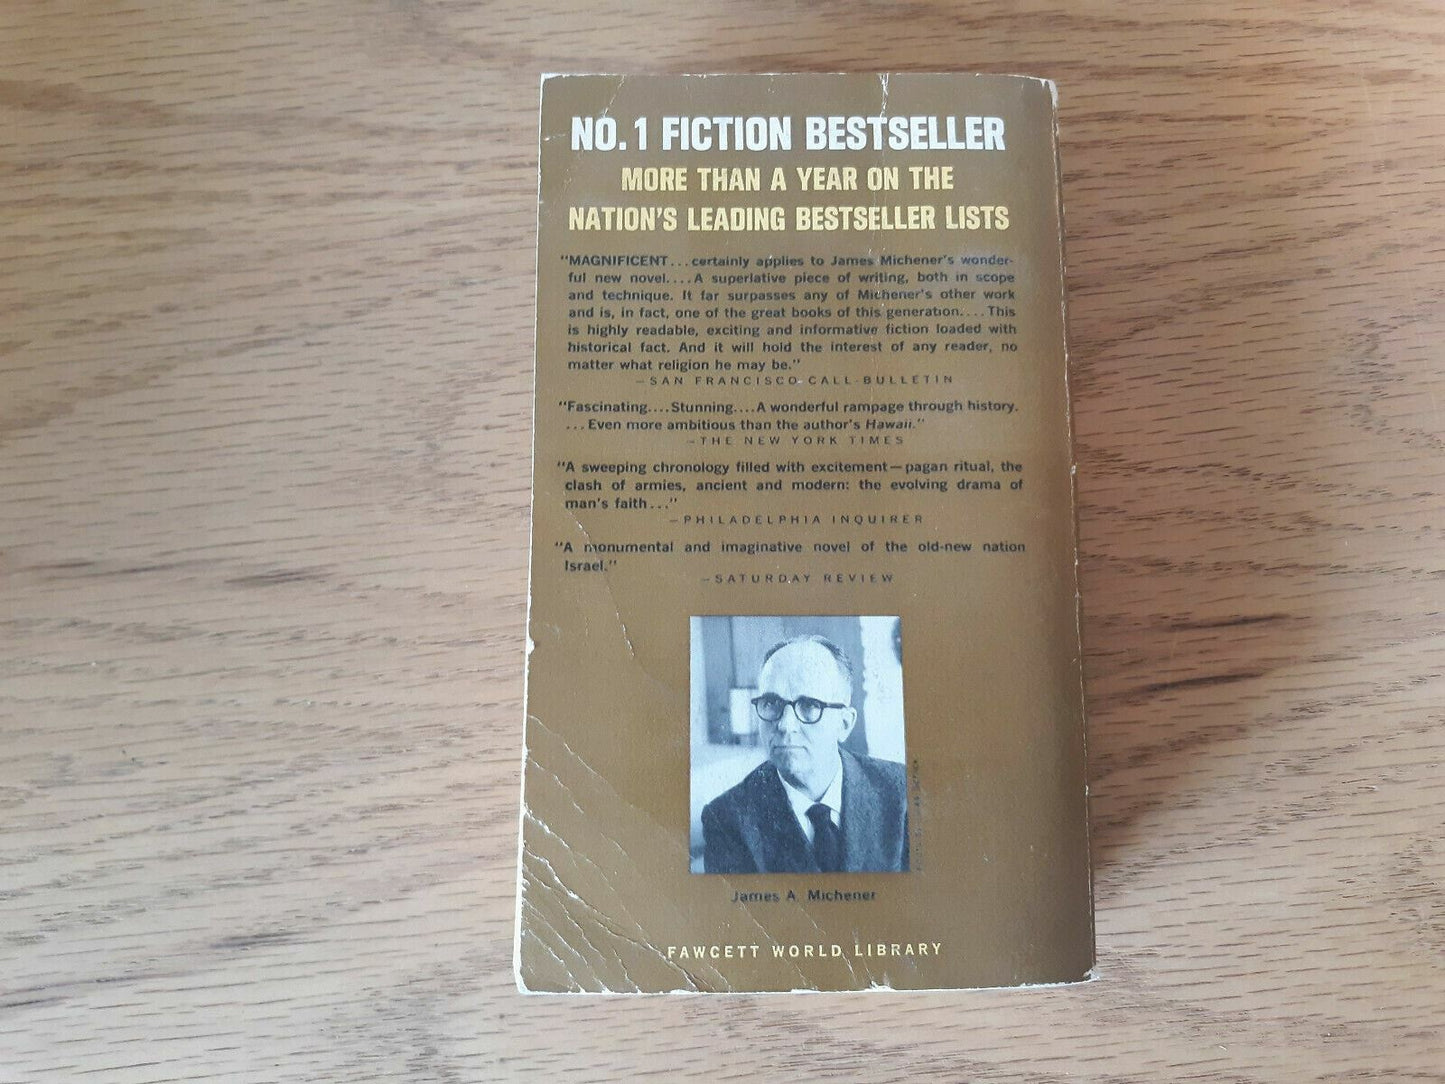 NO. 1 FICTION BESTSELLER
MORE THAN A YEAR ON THE
NATION'S LEADING BESTSELLER LISTS
"MAGNIFICENT...certainly applies to James Michener's wonder-
ful new novel....A superlative piece of writing, both in scope
and technique. It far surpasses any of Michener's other work
and is, in fact, one of the great books of this generation....This
is highly readable, exciting and informative fiction loaded with
historical fact. And it will hold the interest of any reader, no
matter what religion he may be."
—SAN FRANCISCO CALL-BULLETIN
"Fascinating....Stunning....A wonderful rampage through history.
...Even more ambitious than the author's Hawaii."
—THE NEW YORK TIMES
"A sweeping chronology filled with excitement—pagan ritual, the
clash of armies, ancient and modern: the evolving drama of
man's faith..."
—PHILADELPHIA INQUIRER
"A monumental and imaginative novel of the old-new nation
Israel."
—SATURDAY REVIEW
James A. Michener
FAWCETT WORLD LIBRARY